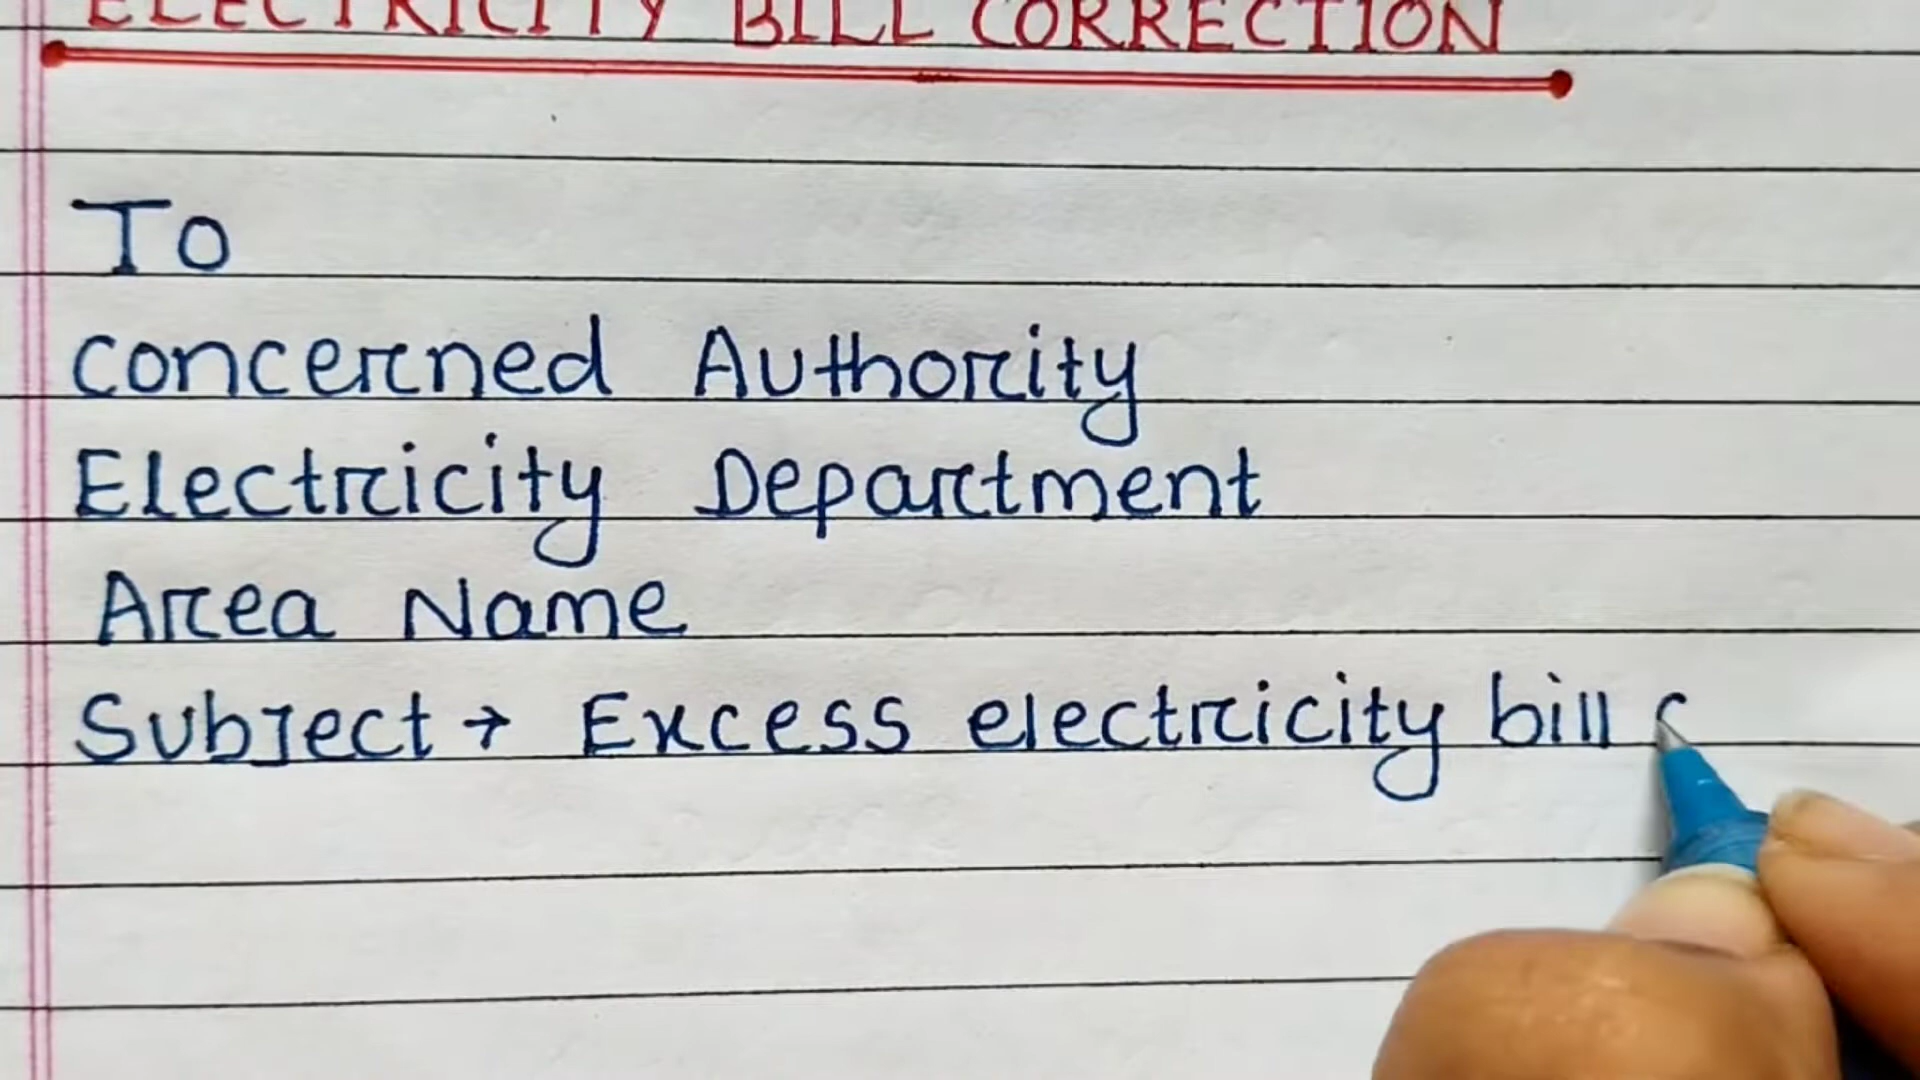 ELECTRICITY BILL CORRECTION
To
concerned Authority
Electricity Department
Area Name
Subject → Excess electricity bill c